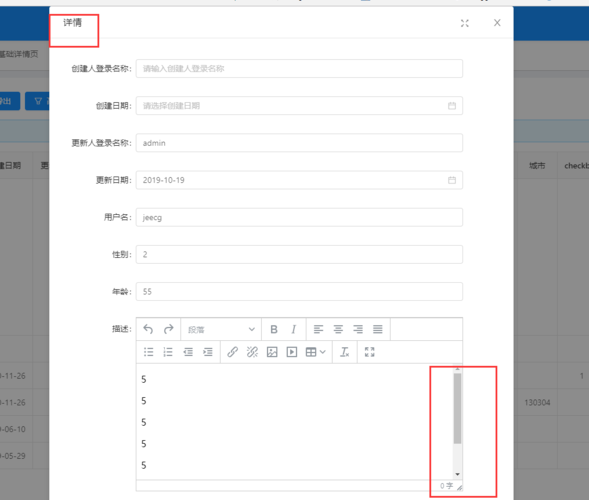 详情
基础详情页
创建人登录名称: 请输入创建人登录名称
导出
创建日期: 请选择创建日期
更新人登录名称: admin
建日期
更
城市
checkb
更新日期: 2019-10-19
用户名: jeecg
性别: 2
年龄: 55
描述:
段落
B I
5
5
5
5
5
0 字
-11-26
1
-11-26
130304
-06-10
-05-29